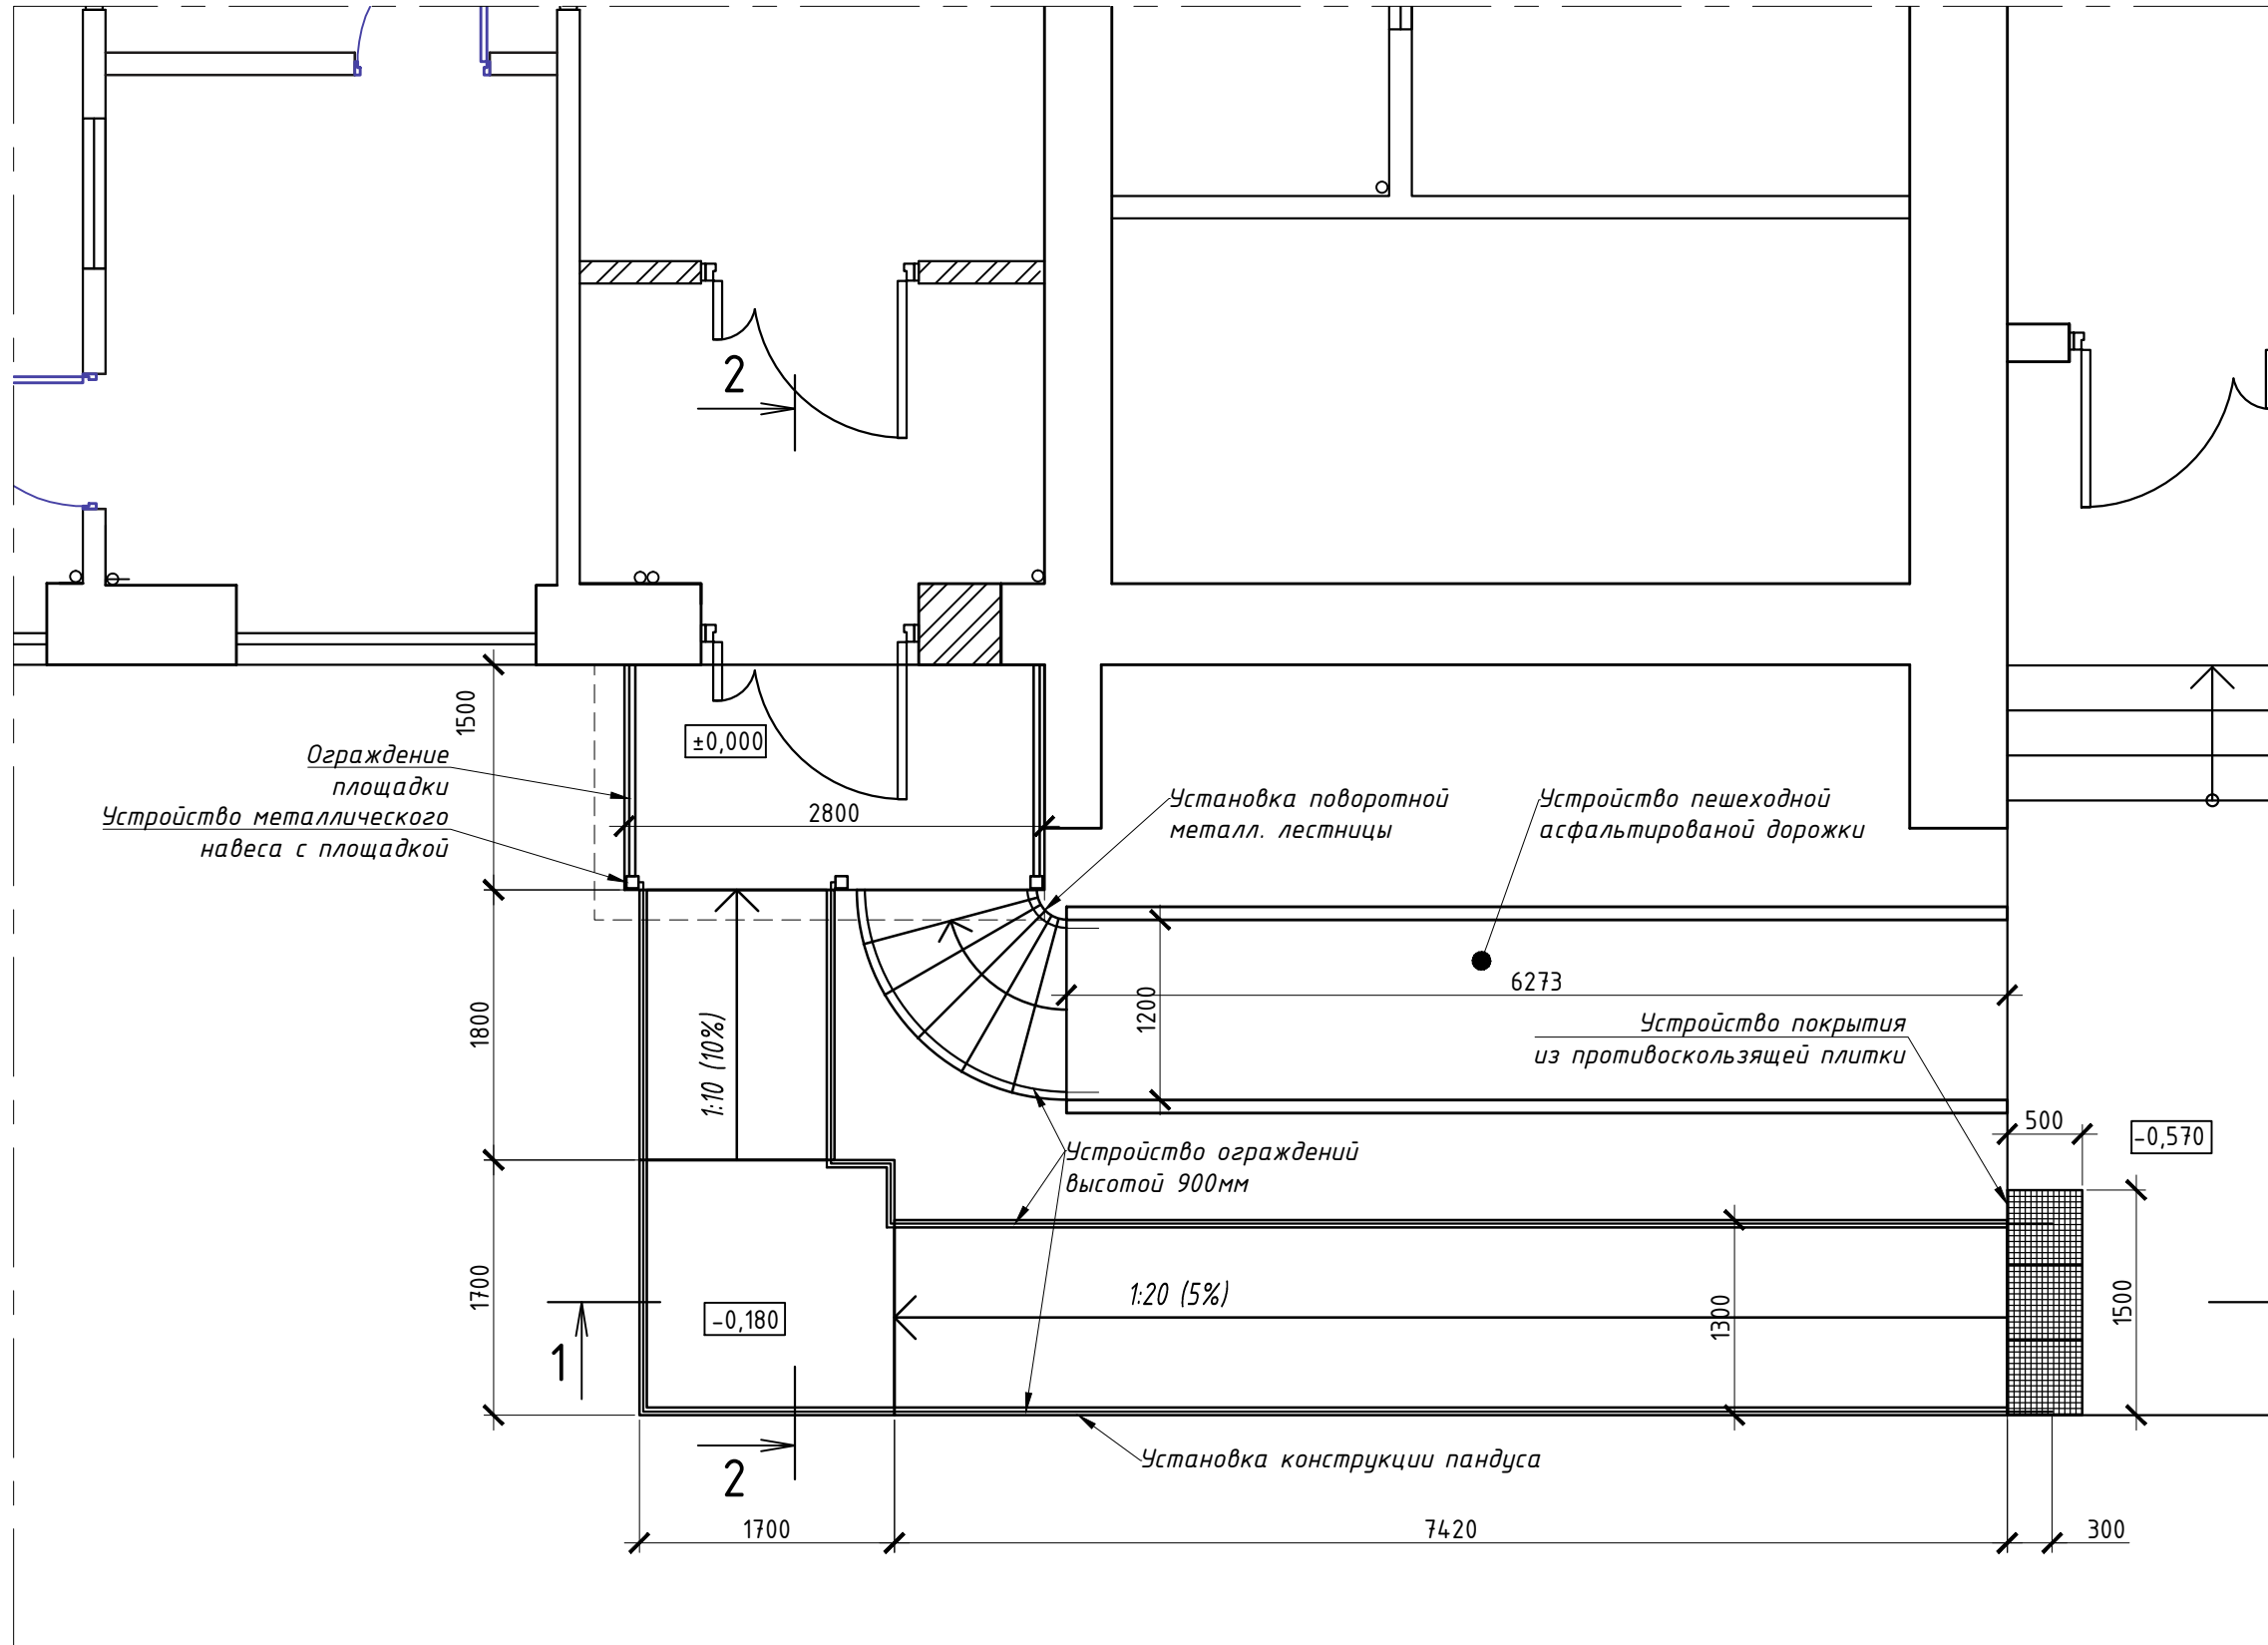 2
1500
±0,000
Ограждение
площадки
Устройство металлического
навеса с площадкой
2800
Установка поворотной
металл. лестницы
Устройство пешеходной
асфальтированой дорожки
6273
1200
1800
1:10 (10%)
Устройство покрытия
из противоскользящей плитки
500
-0,570
Устройство ограждений
высотой 900мм
1700
1
-0,180
1:20 (5%)
1300
1500
2
Установка конструкции пандуса
1700
7420
300